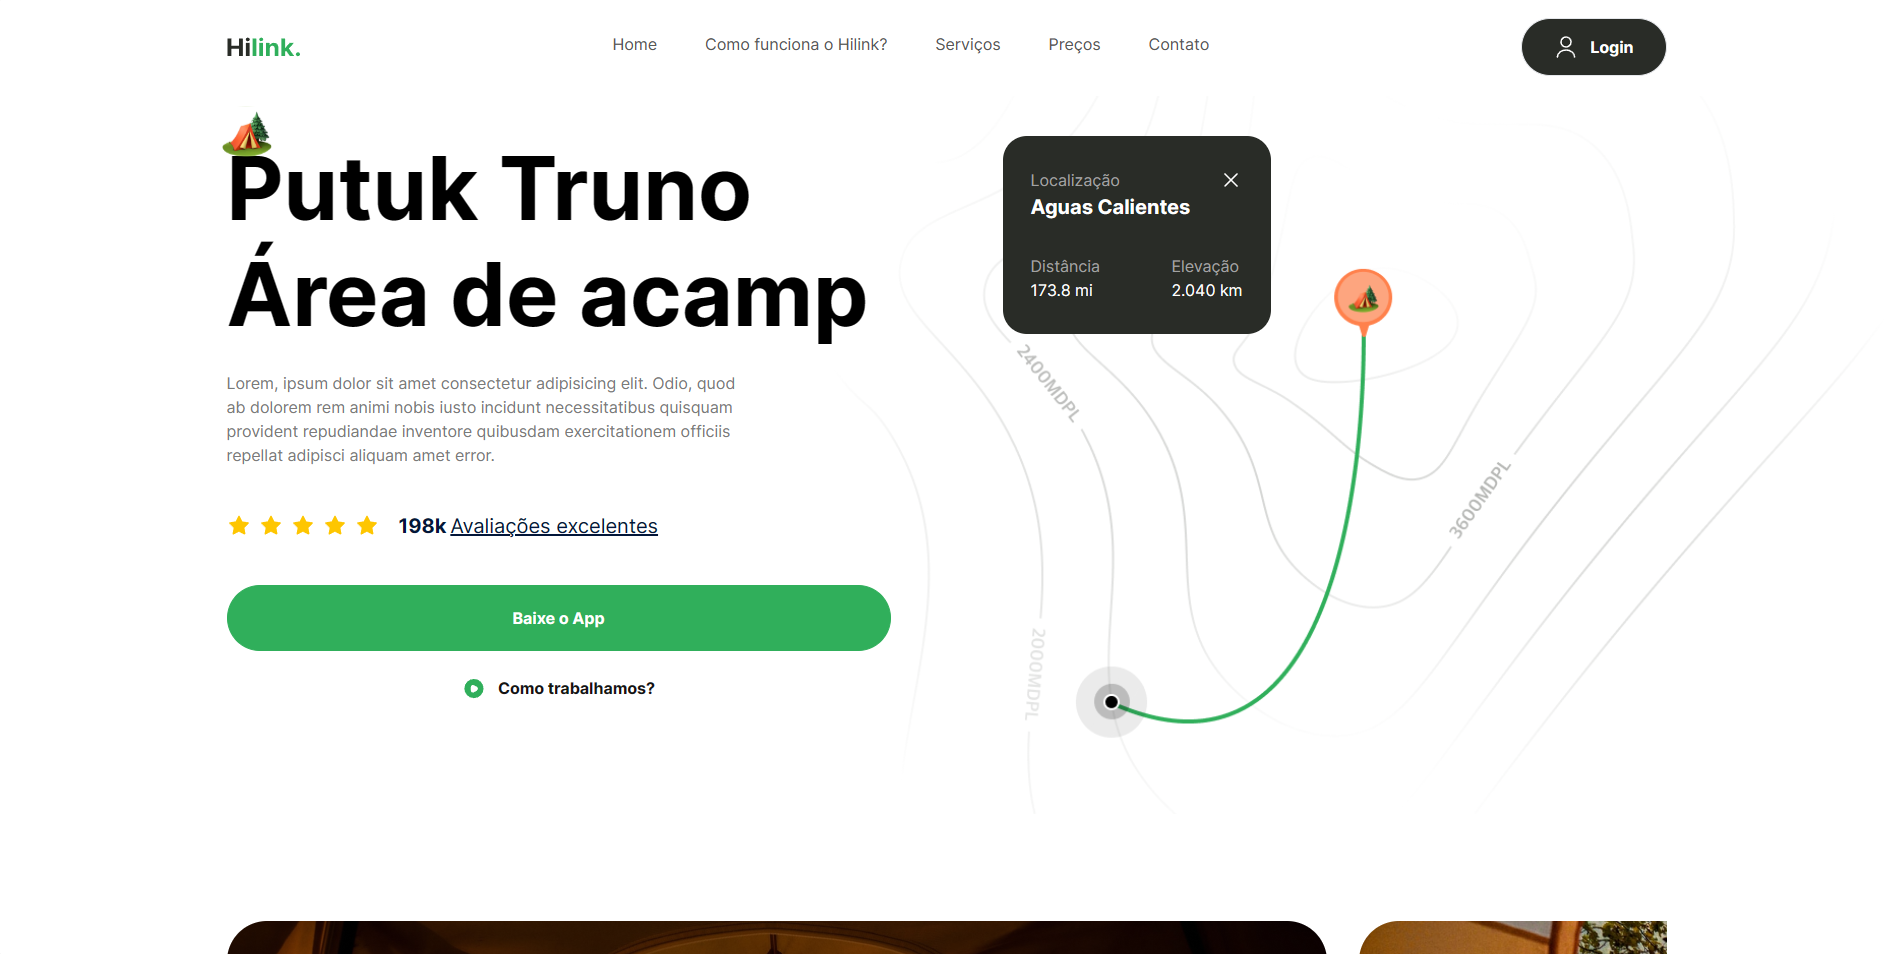 Hilink.
Home
Como funciona o Hilink?
Serviços
Preços
Contato
Login
Putuk Truno
Área de acamp
Lorem, ipsum dolor sit amet consectetur adipisicing elit. Odio, quod
ab dolorem rem animi nobis iusto incidunt necessitatibus quisquam
provident repudiandae inventore quibusdam exercitationem officiis
repellat adipisci aliquam amet error.
198k Avaliações excelentes
Baixe o App
Como trabalhamos?
Localização
Aguas Calientes
Distância
173.8 mi
Elevação
2.040 km
2400MDPL
3600MDPL
2000MDPL